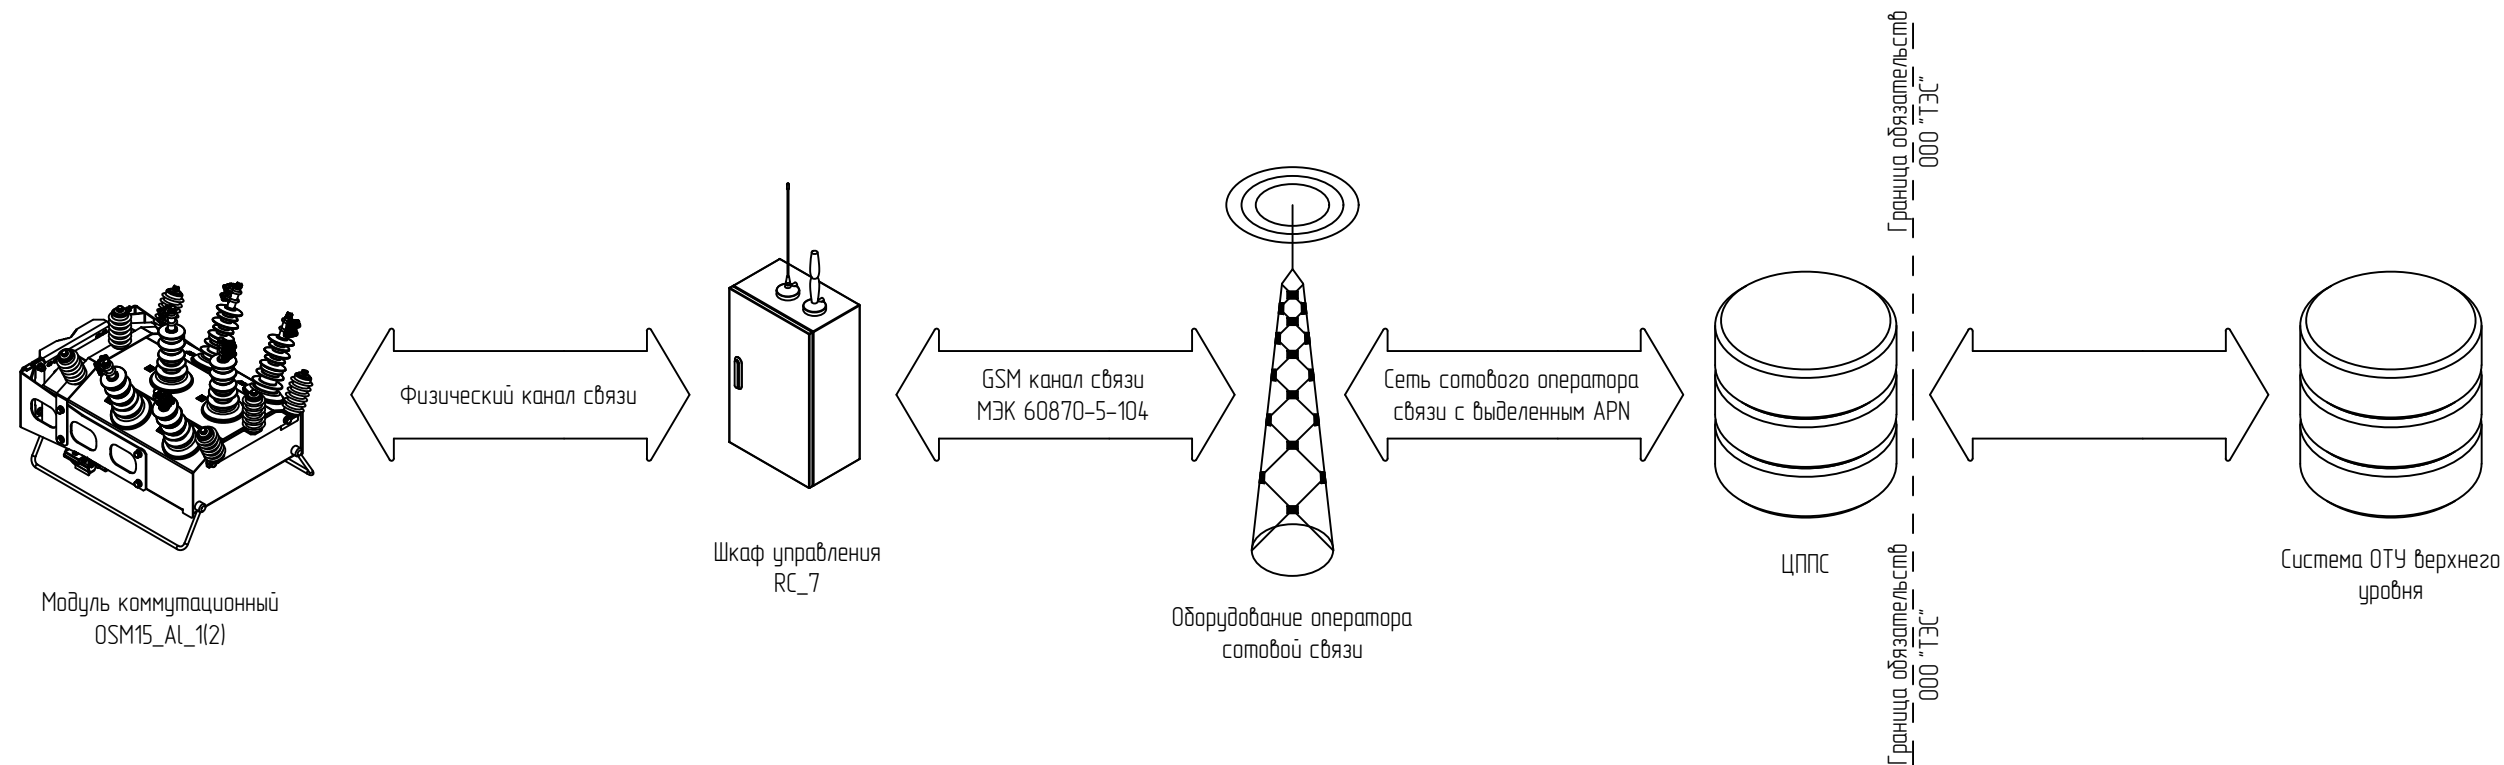 Граница обязательств
ООО "ТЭС"
Физический канал связи
GSM канал связи
МЭК 60870-5-104
Сеть сотового оператора
связи с выделенным APN
Шкаф управления
RC_7
ЦППС
Система ОТУ верхнего
уровня
Модуль коммутационный
OSM15_Al_1(2)
Оборудование оператора
сотовой связи
Граница обязательств
ООО "ТЭС"